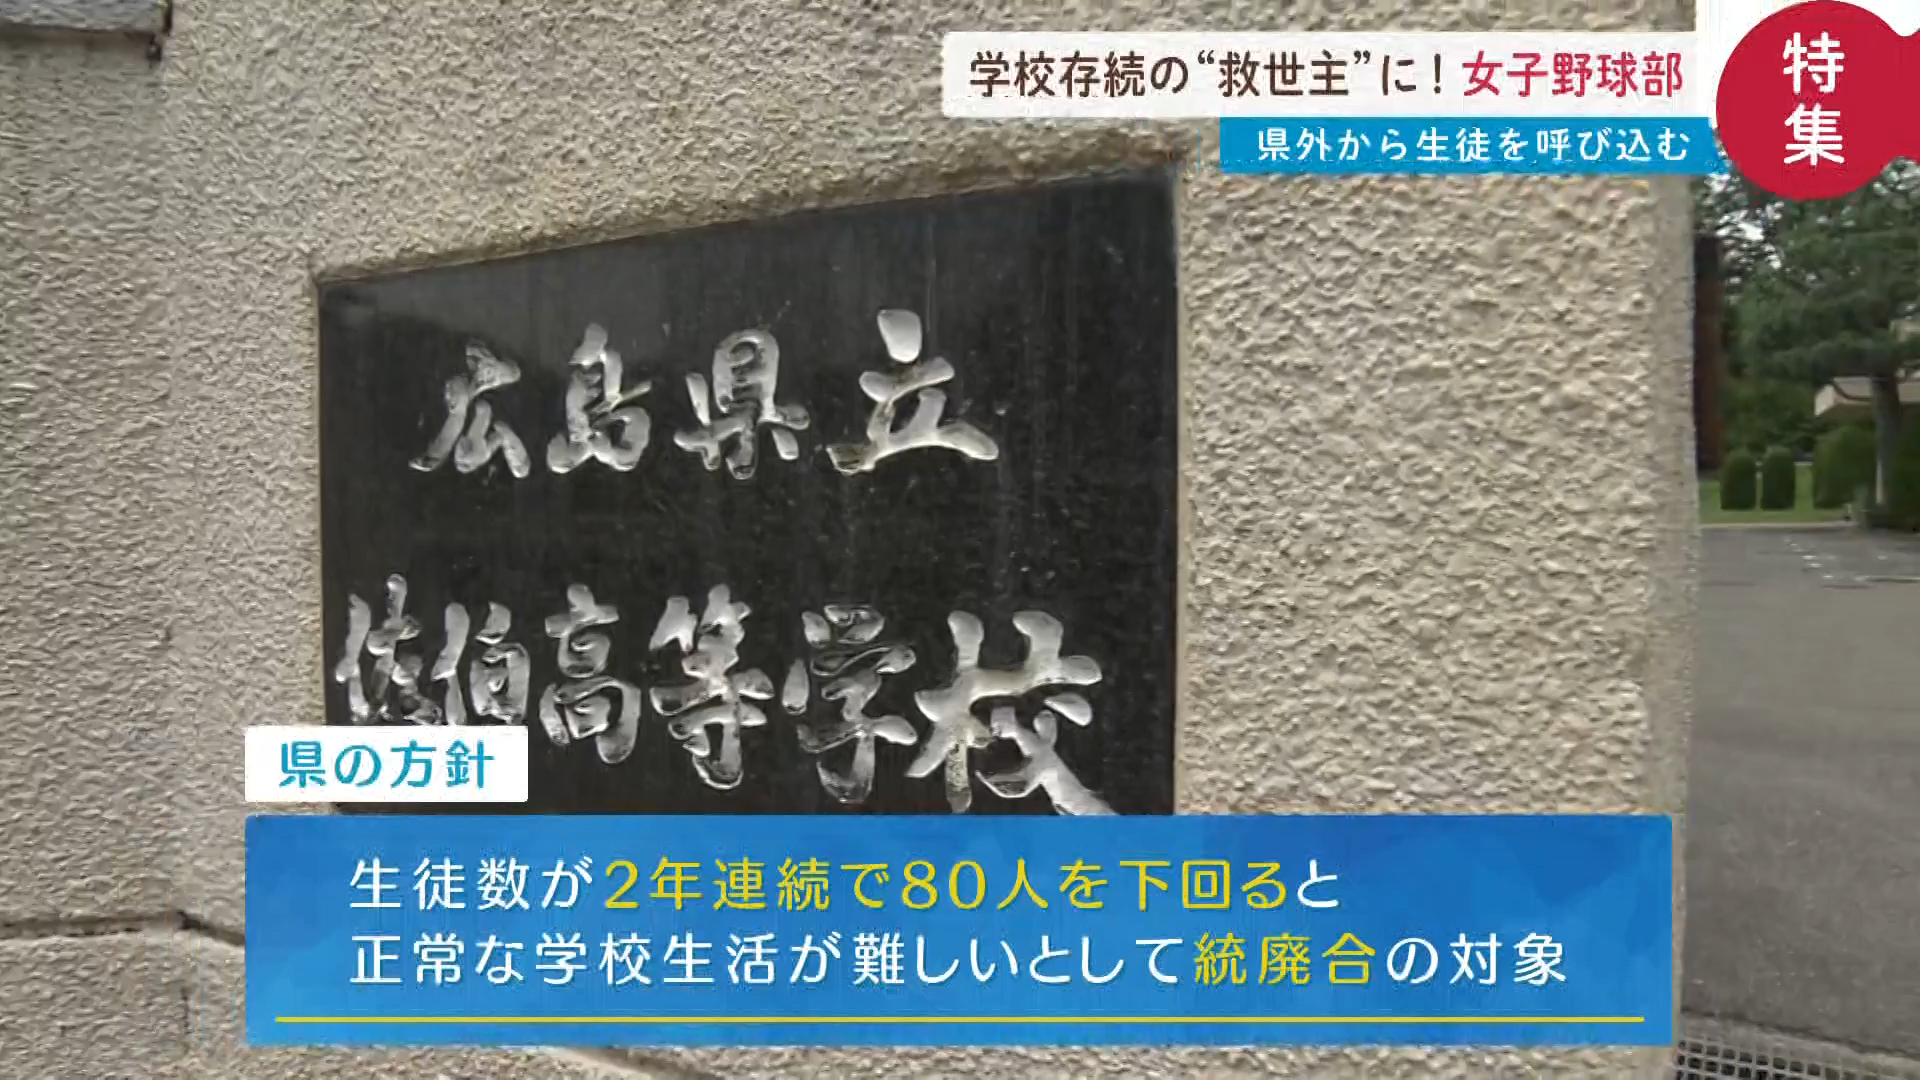 学校存続の“救世主”に！女子野球部
県外から生徒を呼び込む
特集
広島県立
佐伯高等学校
県の方針
生徒数が2年連続で80人を下回ると
正常な学校生活が難しいとして統廃合の対象